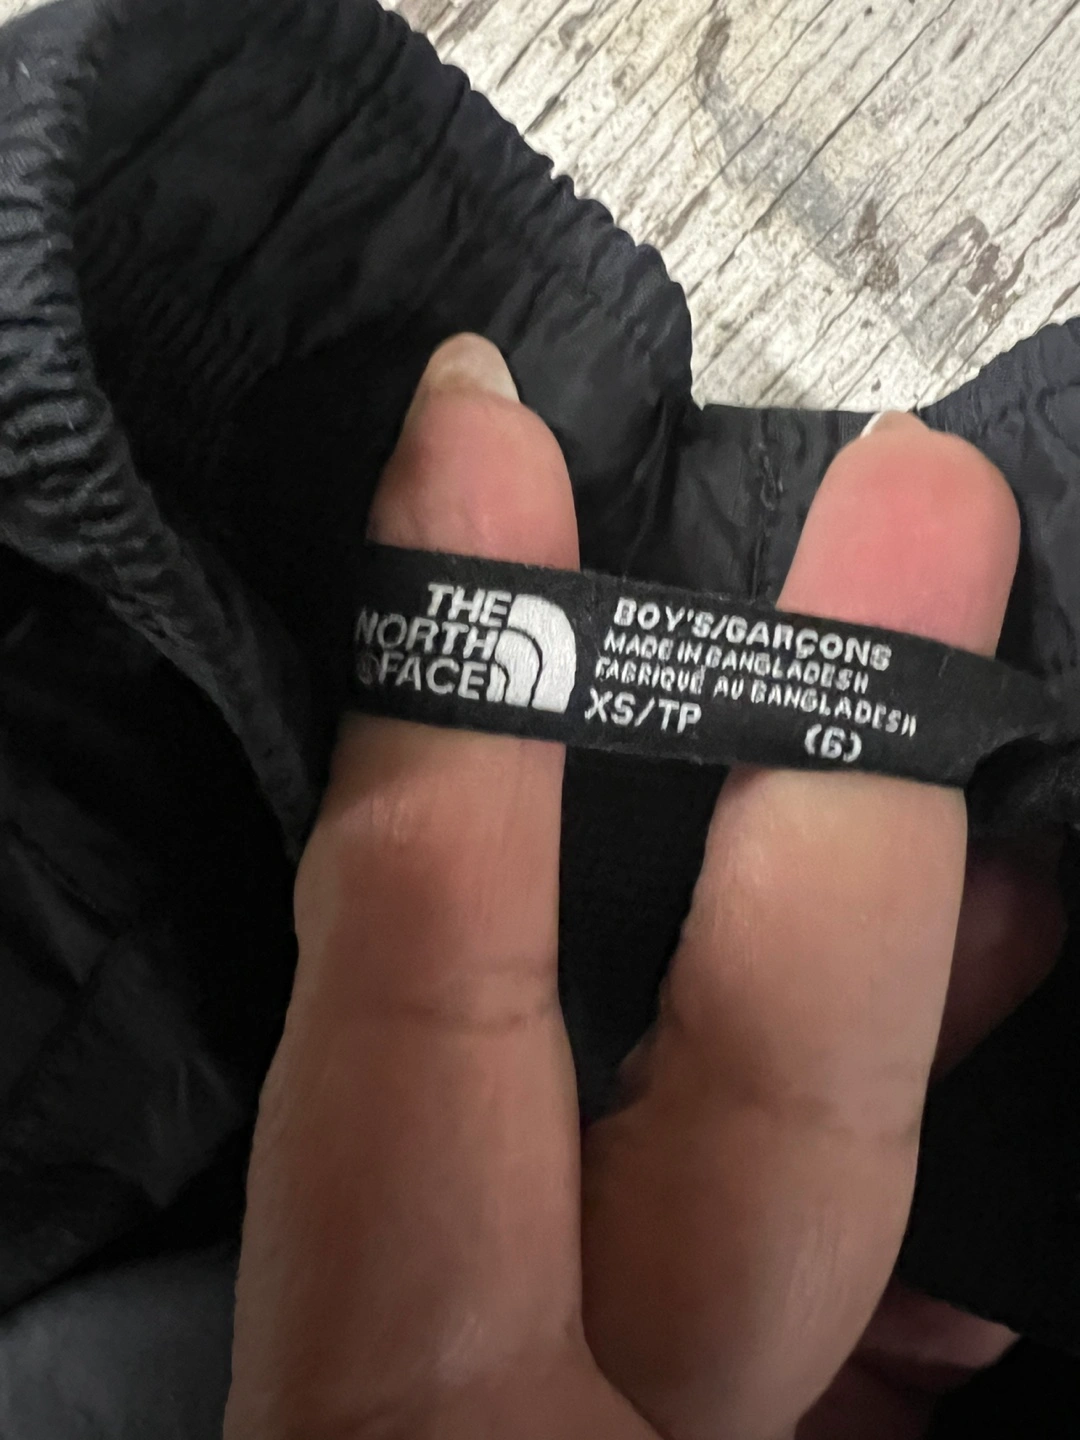 THE
NORTH
FACE
BOY'S/GARÇONS
MADE IN BANGLADESH
FABRIQUÉ AU BANGLADESH
XS/TP (6)